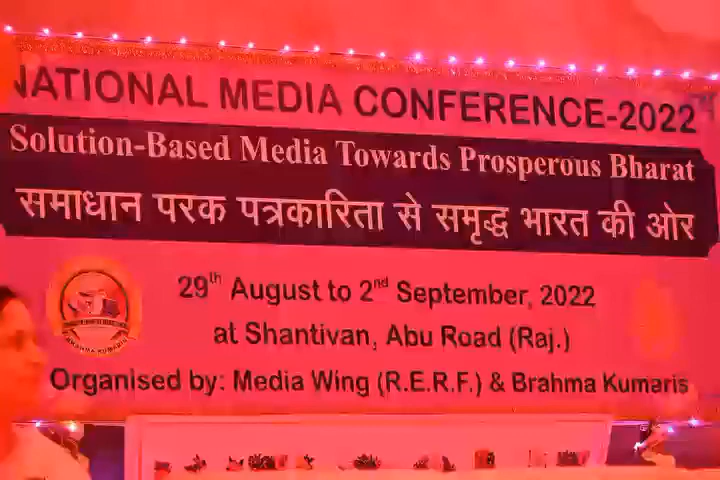 NATIONAL MEDIA CONFERENCE-2022
Solution-Based Media Towards Prosperous Bharat
समाधान परक पत्रकारिता से समृद्ध भारत की ओर
29th August to 2nd September, 2022
at Shantivan, Abu Road (Raj.)
Organised by: Media Wing (R.E.R.F.) & Brahma Kumaris